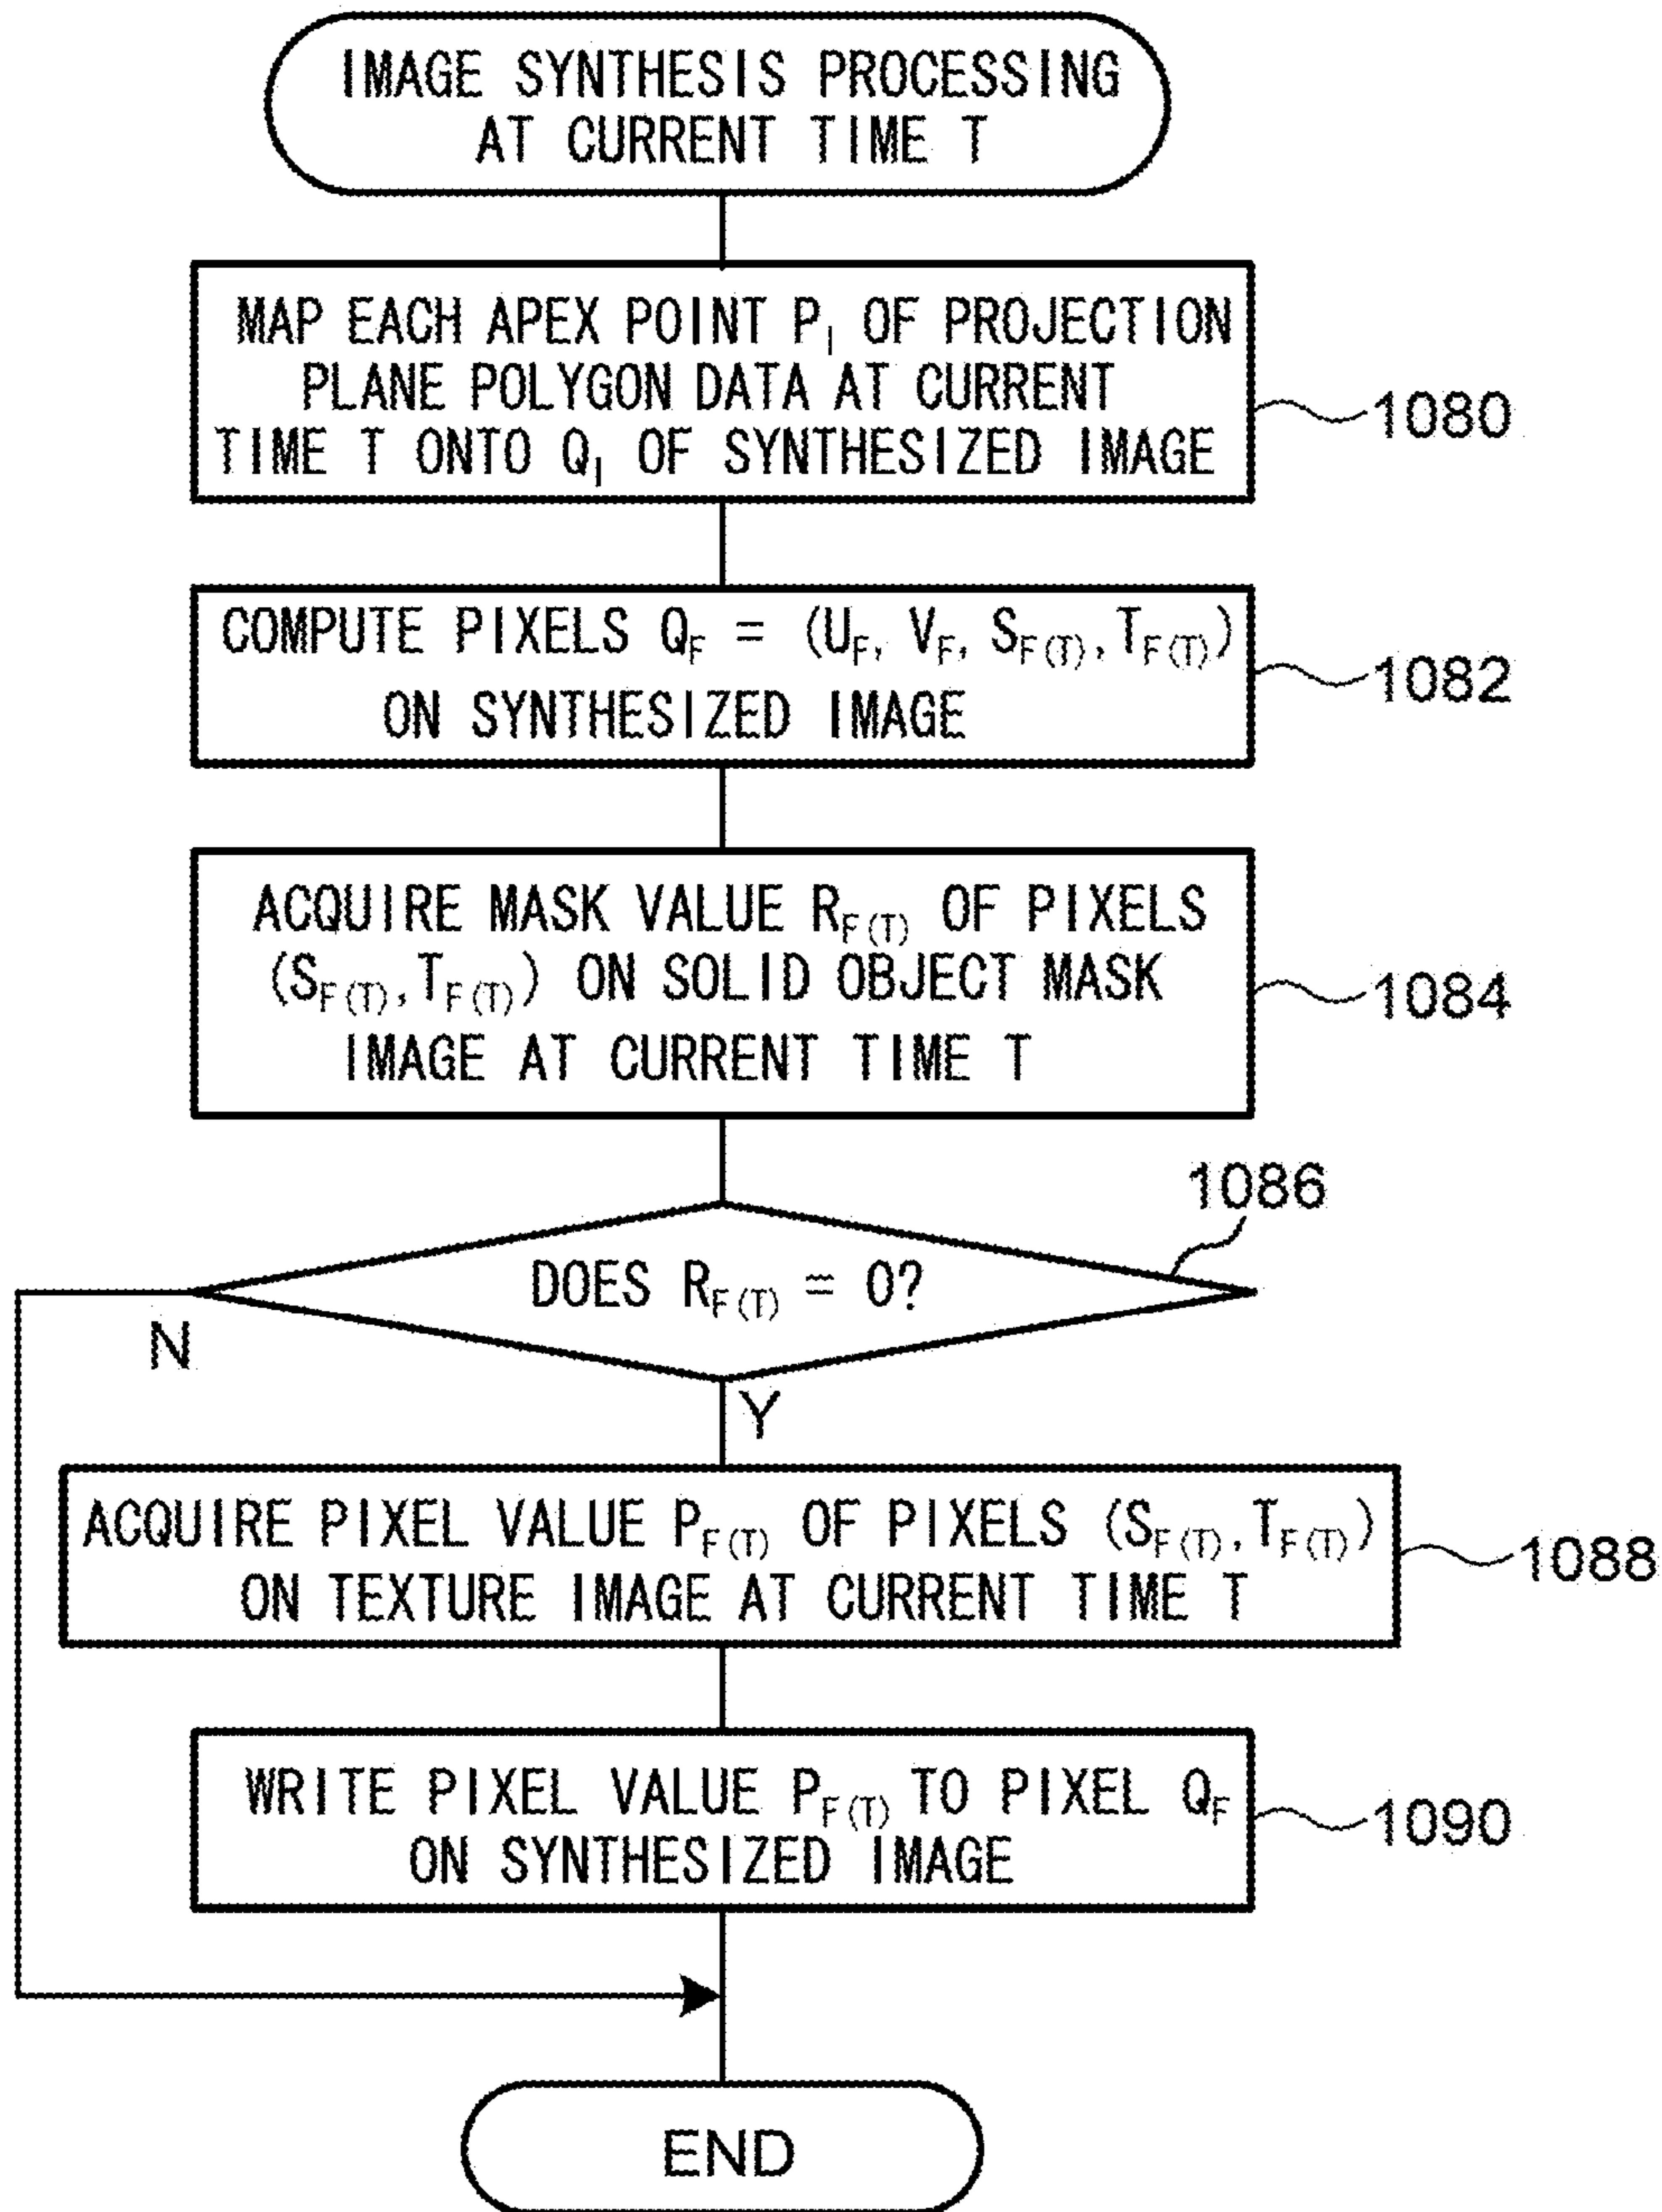 IMAGE SYNTHESIS PROCESSING
AT CURRENT TIME T
MAP EACH APEX POINT P_I OF PROJECTION
PLANE POLYGON DATA AT CURRENT
TIME T ONTO Q_I OF SYNTHESIZED IMAGE
1080
COMPUTE PIXELS Q_F = (U_F, V_F, S_F(T), T_F(T))
ON SYNTHESIZED IMAGE
1082
ACQUIRE MASK VALUE R_F(T) OF PIXELS
(S_F(T), T_F(T)) ON SOLID OBJECT MASK
IMAGE AT CURRENT TIME T
1084
1086
DOES R_F(T) = 0?
N
Y
ACQUIRE PIXEL VALUE P_F(T) OF PIXELS (S_F(T), T_F(T))
ON TEXTURE IMAGE AT CURRENT TIME T
1088
WRITE PIXEL VALUE P_F(T) TO PIXEL Q_F
ON SYNTHESIZED IMAGE
1090
END